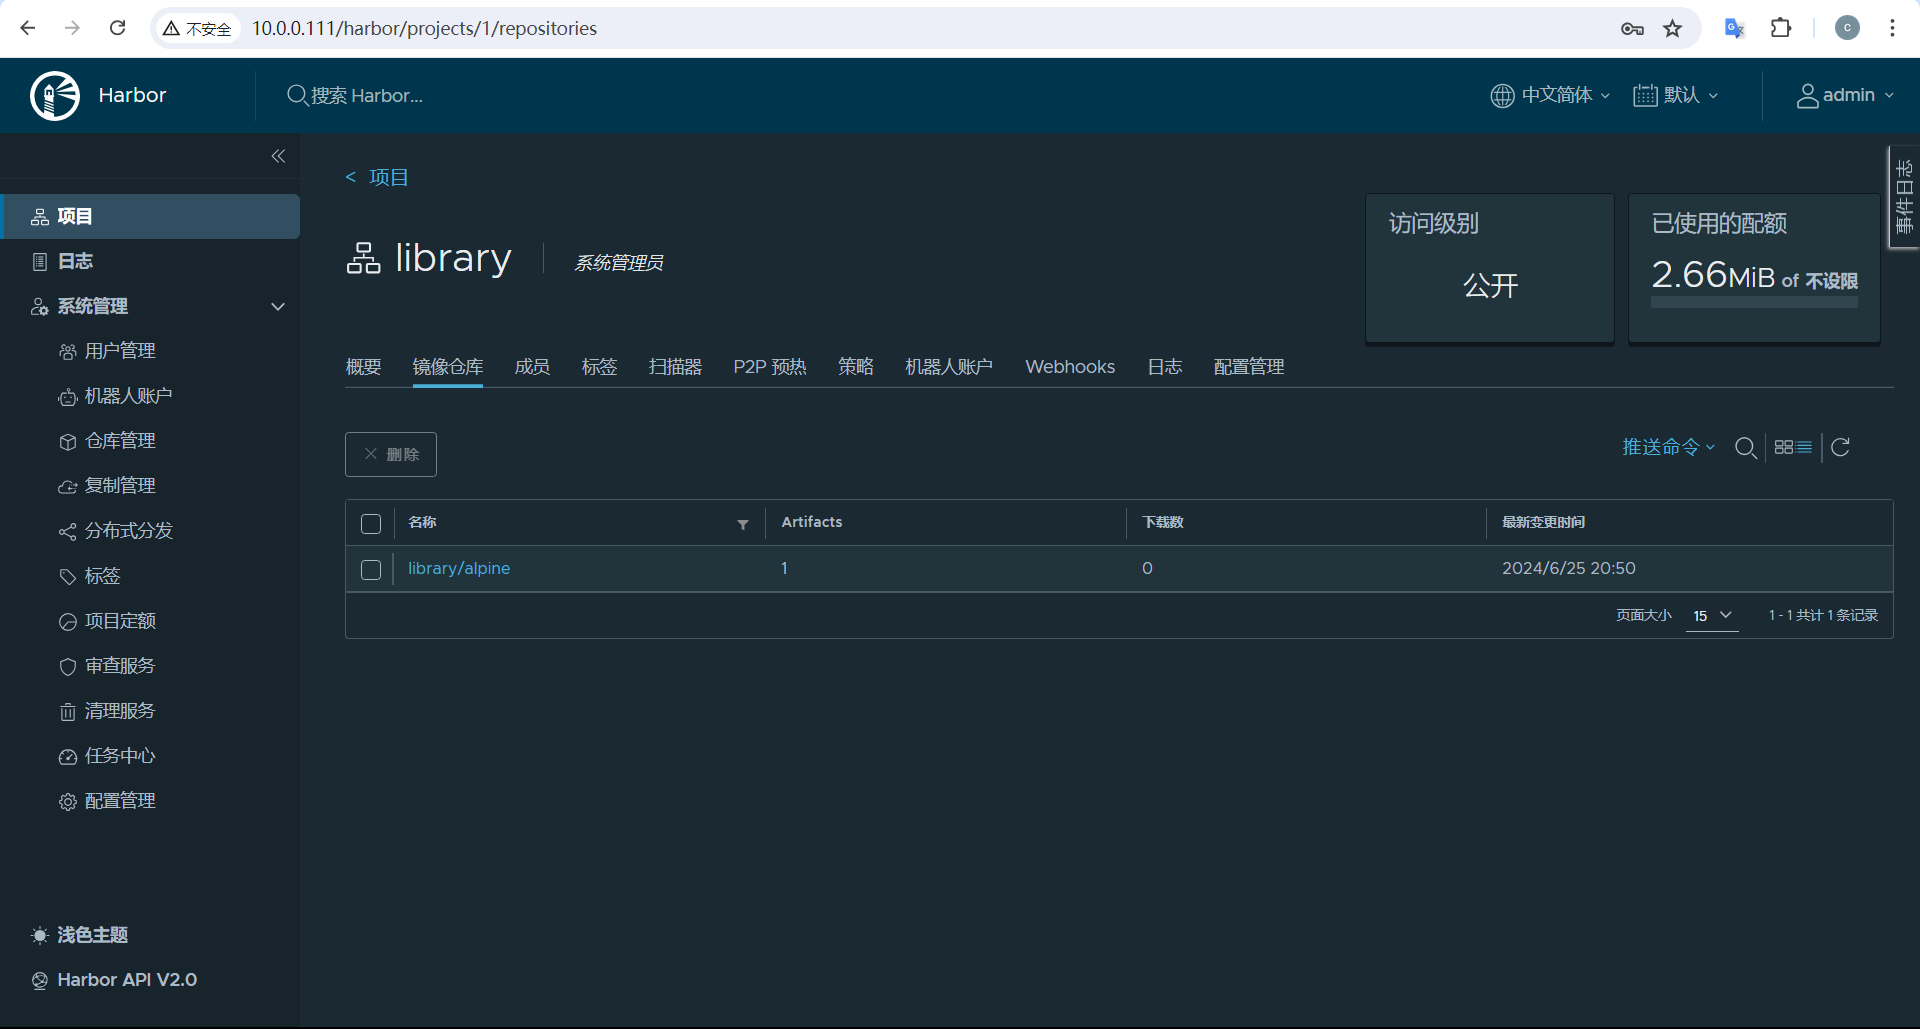 不安全 10.0.0.111/harbor/projects/1/repositories
C
Harbor
搜索 Harbor...
中文简体
默认
admin
项目
日志
系统管理
用户管理
机器人账户
仓库管理
复制管理
分布式分发
标签
项目定额
审查服务
清理服务
任务中心
配置管理
浅色主题
Harbor API V2.0
< 项目
library
系统管理员
访问级别
公开
已使用的配额
2.66MiB of 不设限
事件日志
概要 镜像仓库 成员 标签 扫描器 P2P 预热 策略 机器人账户 Webhooks 日志 配置管理
删除
推送命令
名称 Artifacts 下载数 最新变更时间
library/alpine 1 0 2024/6/25 20:50
页面大小 15 1 - 1 共计 1 条记录